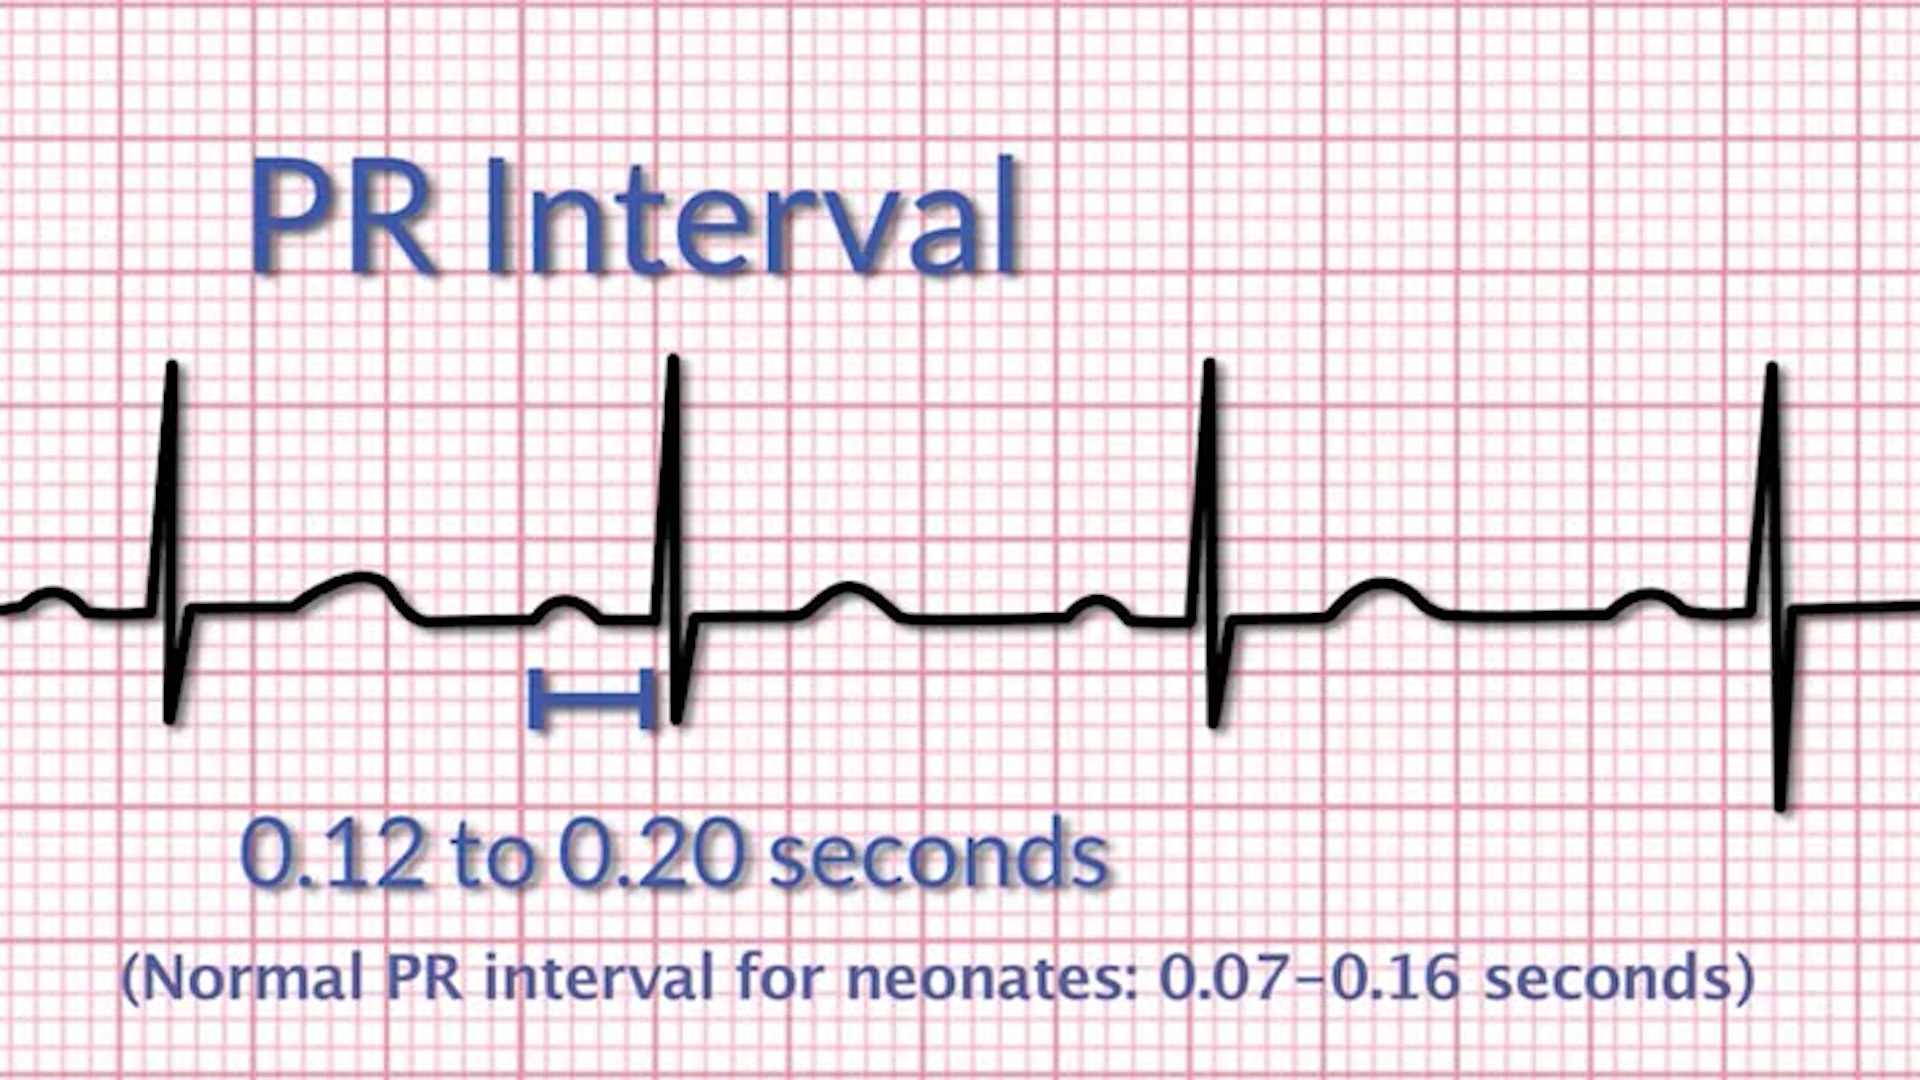 PR Interval
0.12 to 0.20 seconds
(Normal PR interval for neonates: 0.07–0.16 seconds)